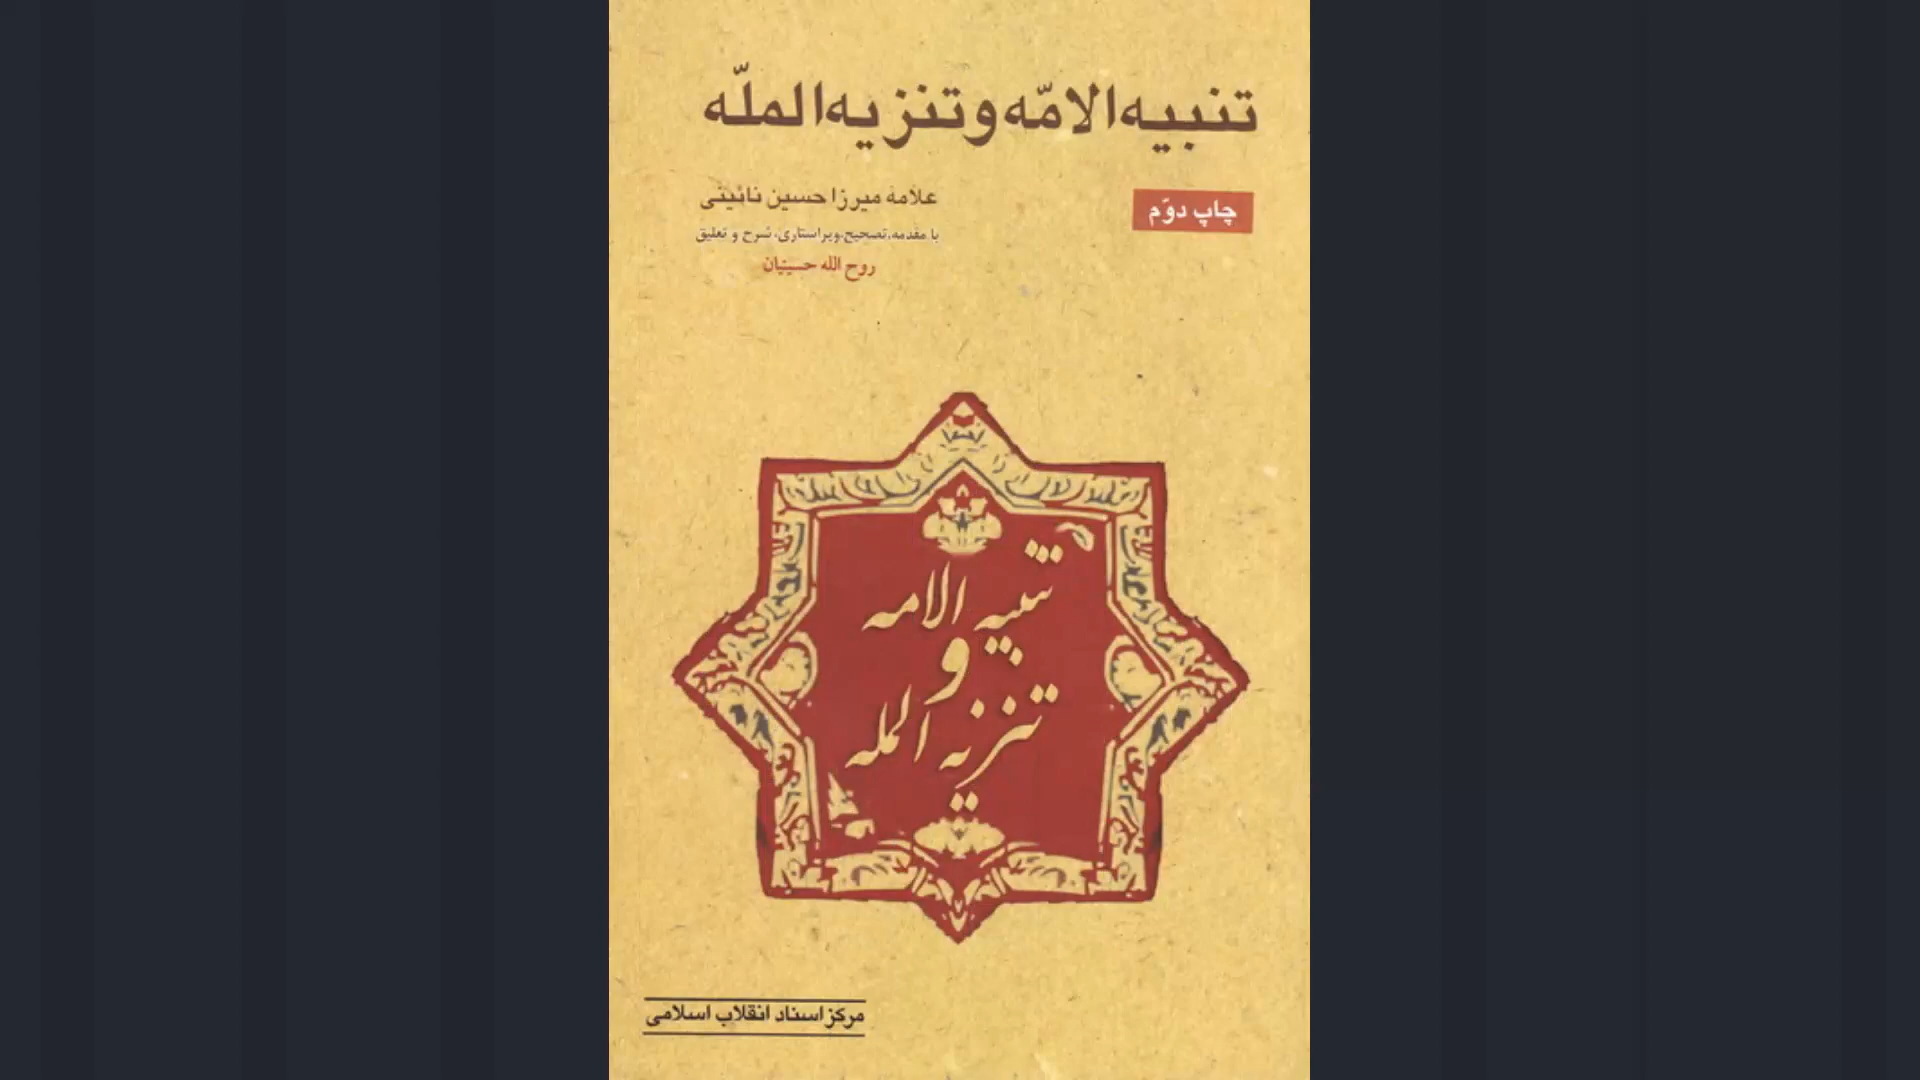 تنبیه‌الامّه و تنزیه‌الملّه
چاپ دوّم
علامه میرزا حسین نائینی
با مقدمه، تصحیح، ویراستاری، شرح و تعلیق
روح الله حسینیان
تنبیه الامه
و
تنزیه المله
مرکز اسناد انقلاب اسلامی